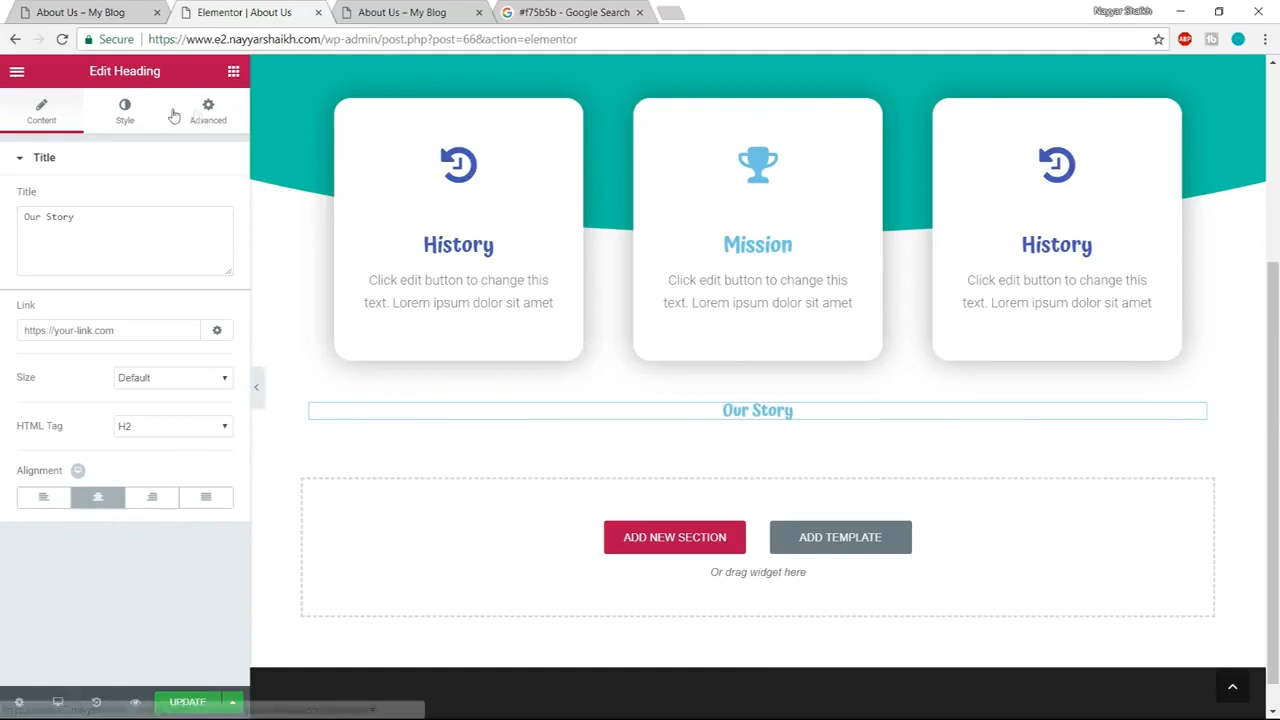 About Us – My Blog
Elementor | About Us
About Us – My Blog
#f75b5b - Google Search
Nayyar Shaikh
Secure
https://www.e2.nayyarshaikh.com/wp-admin/post.php?post=66&action=elementor
ABP
Edit Heading
Content
Style
Advanced
Title
Title
Our Story
Link
https://your-link.com
Size
Default
HTML Tag
H2
Alignment
UPDATE
History
Click edit button to change this
text. Lorem ipsum dolor sit amet
Mission
Click edit button to change this
text. Lorem ipsum dolor sit amet
History
Click edit button to change this
text. Lorem ipsum dolor sit amet
Our Story
ADD NEW SECTION
ADD TEMPLATE
Or drag widget here